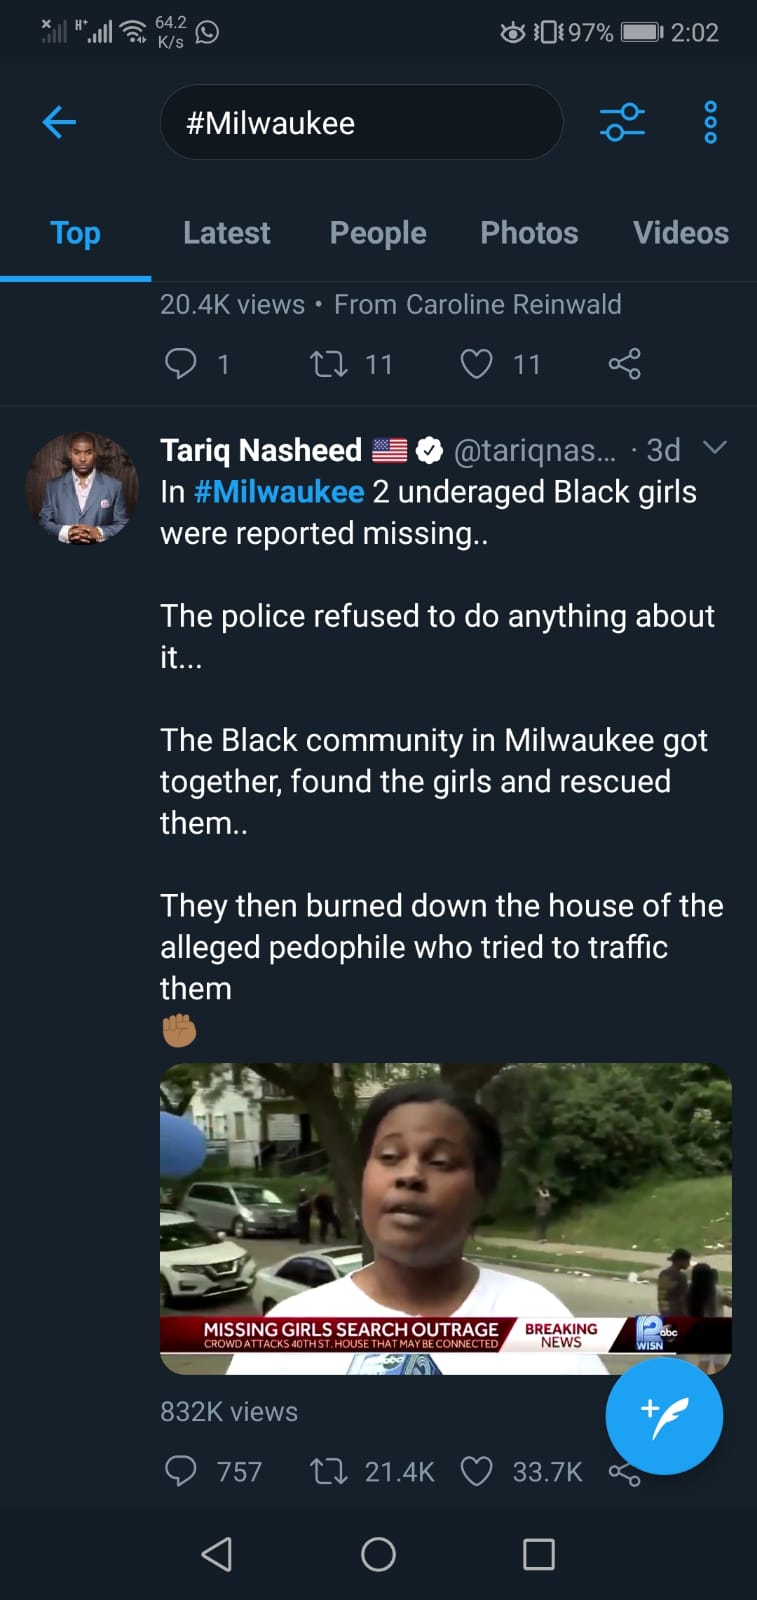 64.2
K/s
H+
97%
2:02
#Milwaukee
Top Latest People Photos Videos
20.4K views • From Caroline Reinwald
1 11 11
Tariq Nasheed 🇺🇸 @tariqnas... · 3d
In #Milwaukee 2 underaged Black girls
were reported missing..
The police refused to do anything about
it...
The Black community in Milwaukee got
together, found the girls and rescued
them..
They then burned down the house of the
alleged pedophile who tried to traffic
them
✊🏽
MISSING GIRLS SEARCH OUTRAGE
CROWD ATTACKS 40TH ST. HOUSE THAT MAY BE CONNECTED
BREAKING
NEWS
12 abc
WISN
abc
832K views
757 21.4K 33.7K